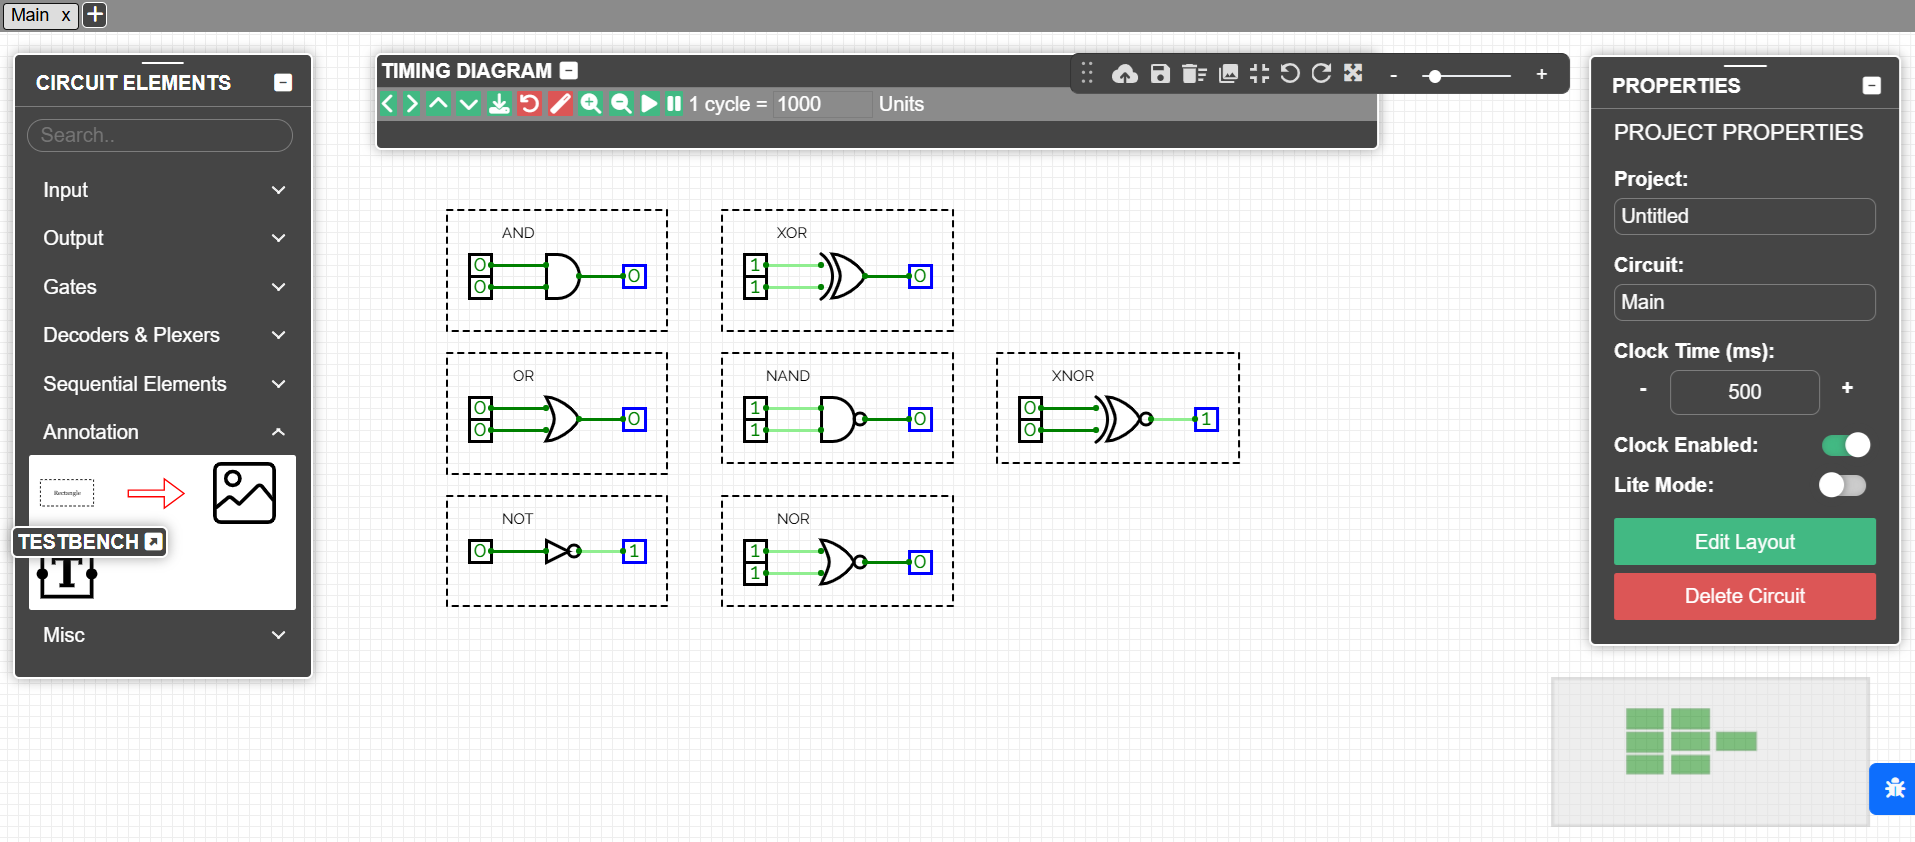 Main x +
CIRCUIT ELEMENTS -
Search..
Input
Output
Gates
Decoders & Plexers
Sequential Elements
Annotation
Rectangle
TESTBENCH
T
Misc
TIMING DIAGRAM -
1 cycle = 1000 Units
- +
AND
0
0
0
XOR
1
1
0
OR
0
0
0
NAND
1
1
0
XNOR
0
0
1
NOT
0
1
NOR
1
1
0
PROPERTIES -
PROJECT PROPERTIES
Project:
Untitled
Circuit:
Main
Clock Time (ms):
- 500 +
Clock Enabled:
Lite Mode:
Edit Layout
Delete Circuit